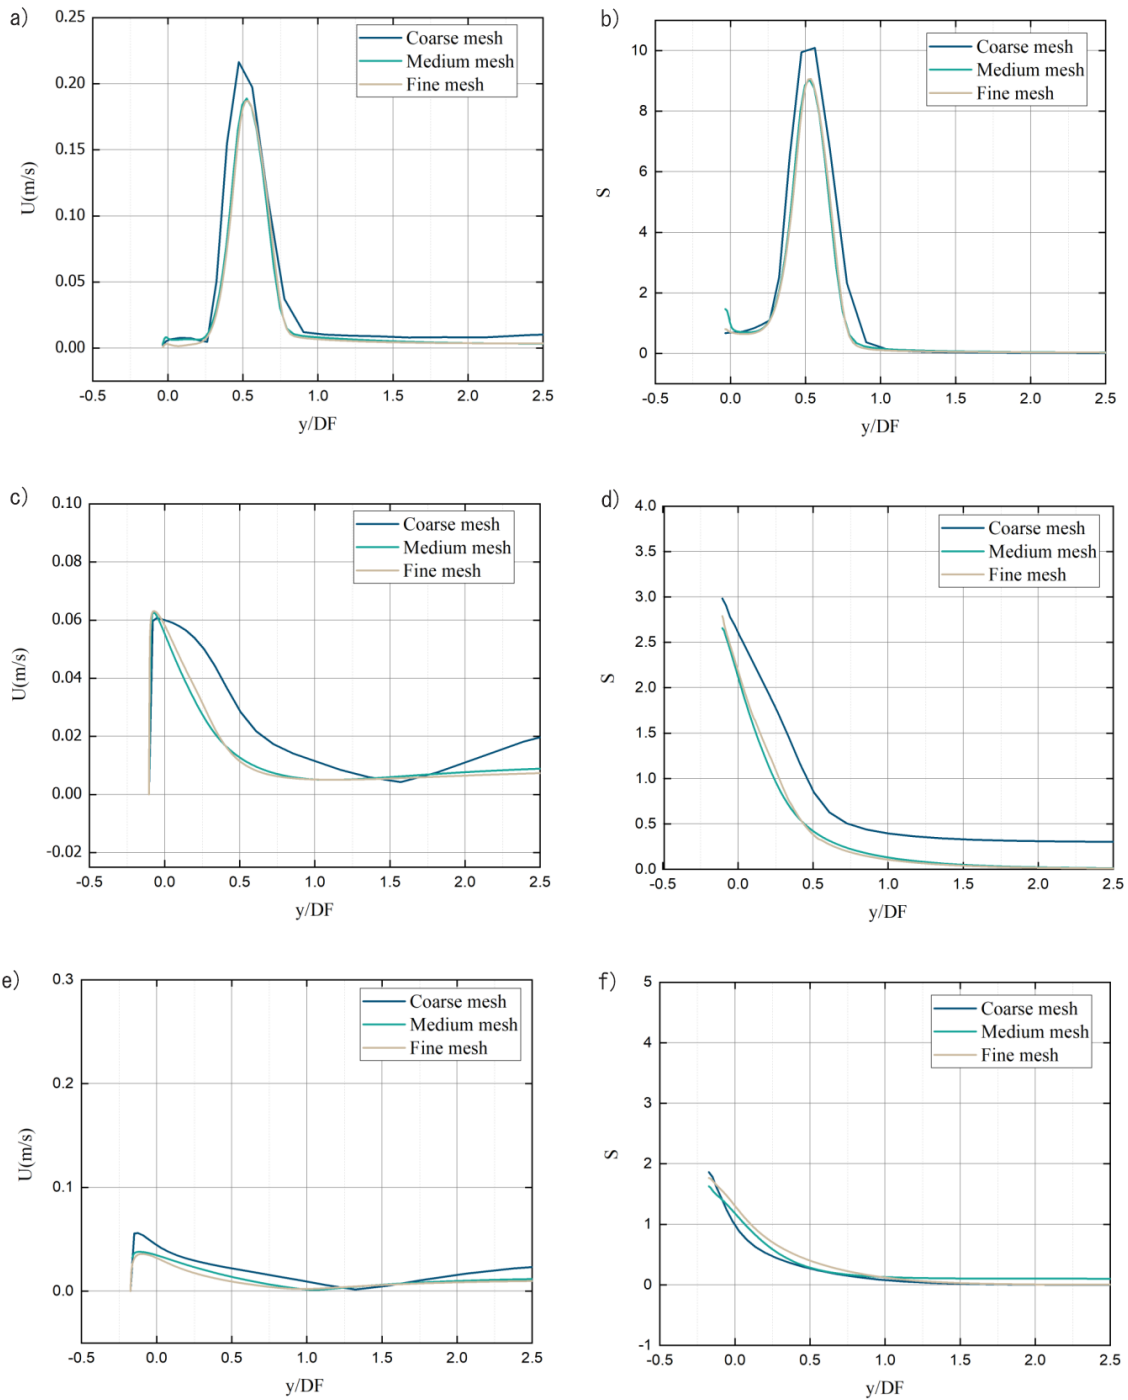 a)
0.25
0.20
0.15
0.10
0.05
0.00
U(m/s)
Coarse mesh
Medium mesh
Fine mesh
-0.5 0.0 0.5 1.0 1.5 2.0 2.5
y/DF
b)
10
8
6
4
2
0
S
Coarse mesh
Medium mesh
Fine mesh
-0.5 0.0 0.5 1.0 1.5 2.0 2.5
y/DF
c)
0.10
0.08
0.06
0.04
0.02
0.00
-0.02
U(m/s)
Coarse mesh
Medium mesh
Fine mesh
-0.5 0.0 0.5 1.0 1.5 2.0 2.5
y/DF
d)
4.0
3.5
3.0
2.5
2.0
1.5
1.0
0.5
0.0
S
Coarse mesh
Medium mesh
Fine mesh
-0.5 0.0 0.5 1.0 1.5 2.0 2.5
y/DF
e)
0.3
0.2
0.1
0.0
U(m/s)
Coarse mesh
Medium mesh
Fine mesh
-0.5 0.0 0.5 1.0 1.5 2.0 2.5
y/DF
f)
5
4
3
2
1
0
-1
S
Coarse mesh
Medium mesh
Fine mesh
-0.5 0.0 0.5 1.0 1.5 2.0 2.5
y/DF